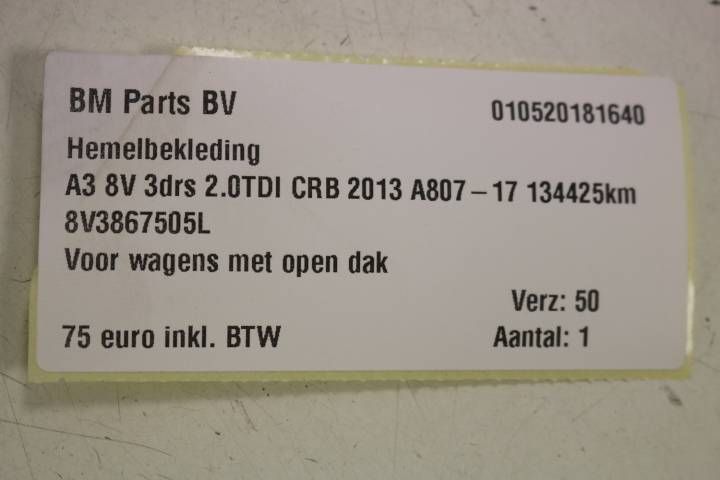 BM Parts BV 010520181640
Hemelbekleding
A3 8V 3drs 2.0TDI CRB 2013 A807-17 134425km
8V3867505L
Voor wagens met open dak
Verz: 50
75 euro inkl. BTW Aantal: 1